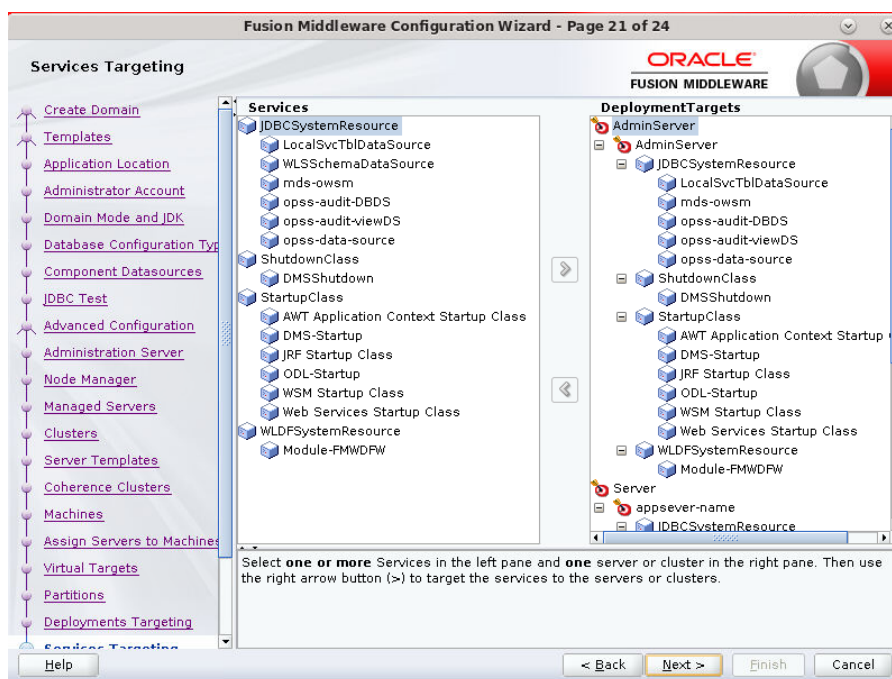 Fusion Middleware Configuration Wizard - Page 21 of 24
Services Targeting
ORACLE
FUSION MIDDLEWARE
Create Domain
Templates
Application Location
Administrator Account
Domain Mode and JDK
Database Configuration Typ
Component Datasources
JDBC Test
Advanced Configuration
Administration Server
Node Manager
Managed Servers
Clusters
Server Templates
Coherence Clusters
Machines
Assign Servers to Machines
Virtual Targets
Partitions
Deployments Targeting
Services Targeting
Services
JDBCSystemResource
LocalSvcTblDataSource
WLSSchemaDataSource
mds-owsm
opss-audit-DBDS
opss-audit-viewDS
opss-data-source
ShutdownClass
DMSShutdown
StartupClass
AWT Application Context Startup Class
DMS-Startup
JRF Startup Class
ODL-Startup
WSM Startup Class
Web Services Startup Class
WLDFSystemResource
Module-FMWDFW
DeploymentTargets
AdminServer
AdminServer
JDBCSystemResource
LocalSvcTblDataSource
mds-owsm
opss-audit-DBDS
opss-audit-viewDS
opss-data-source
ShutdownClass
DMSShutdown
StartupClass
AWT Application Context Startup
DMS-Startup
JRF Startup Class
ODL-Startup
WSM Startup Class
Web Services Startup Class
WLDFSystemResource
Module-FMWDFW
Server
appsever-name
JDBCSystemResource
Select one or more Services in the left pane and one server or cluster in the right pane. Then use
the right arrow button (>) to target the services to the servers or clusters.
Help
< Back
Next >
Finish
Cancel